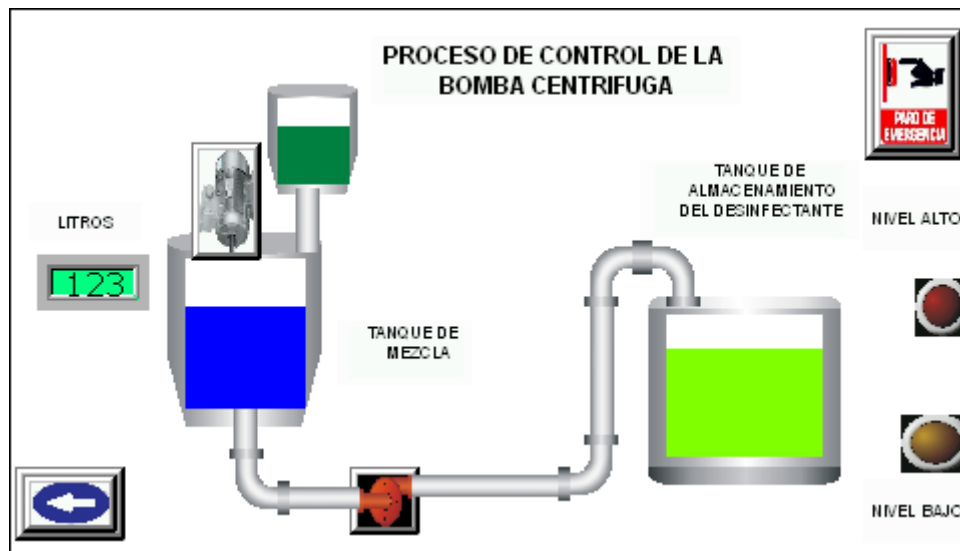 PROCESO DE CONTROL DE LA
BOMBA CENTRIFUGA
PARO DE
EMERGENCIA
TANQUE DE
ALMACENAMIENTO
DEL DESINFECTANTE
NIVEL ALTO
LITROS
123
TANQUE DE
MEZCLA
NIVEL BAJO